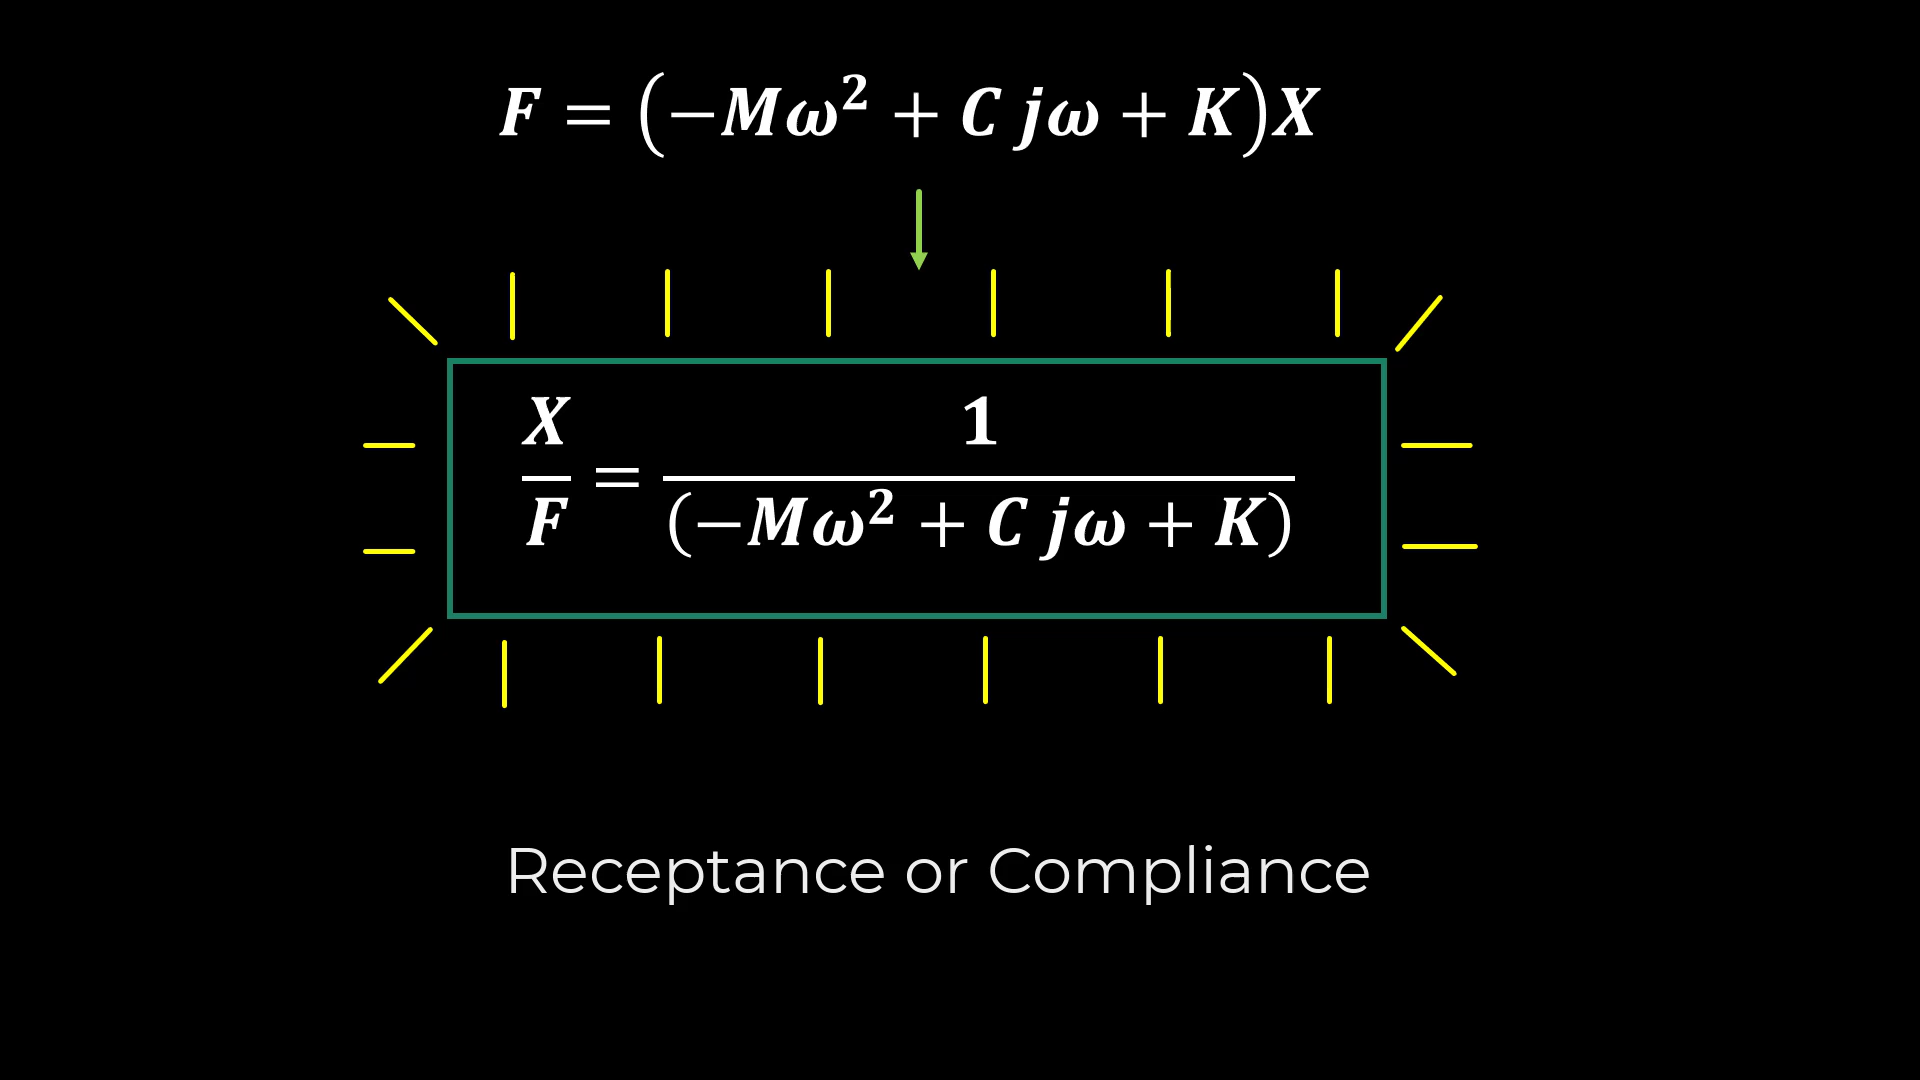 F = (−Mω² + C jω + K)X
X/F = 1/(−Mω² + C jω + K)
Receptance or Compliance